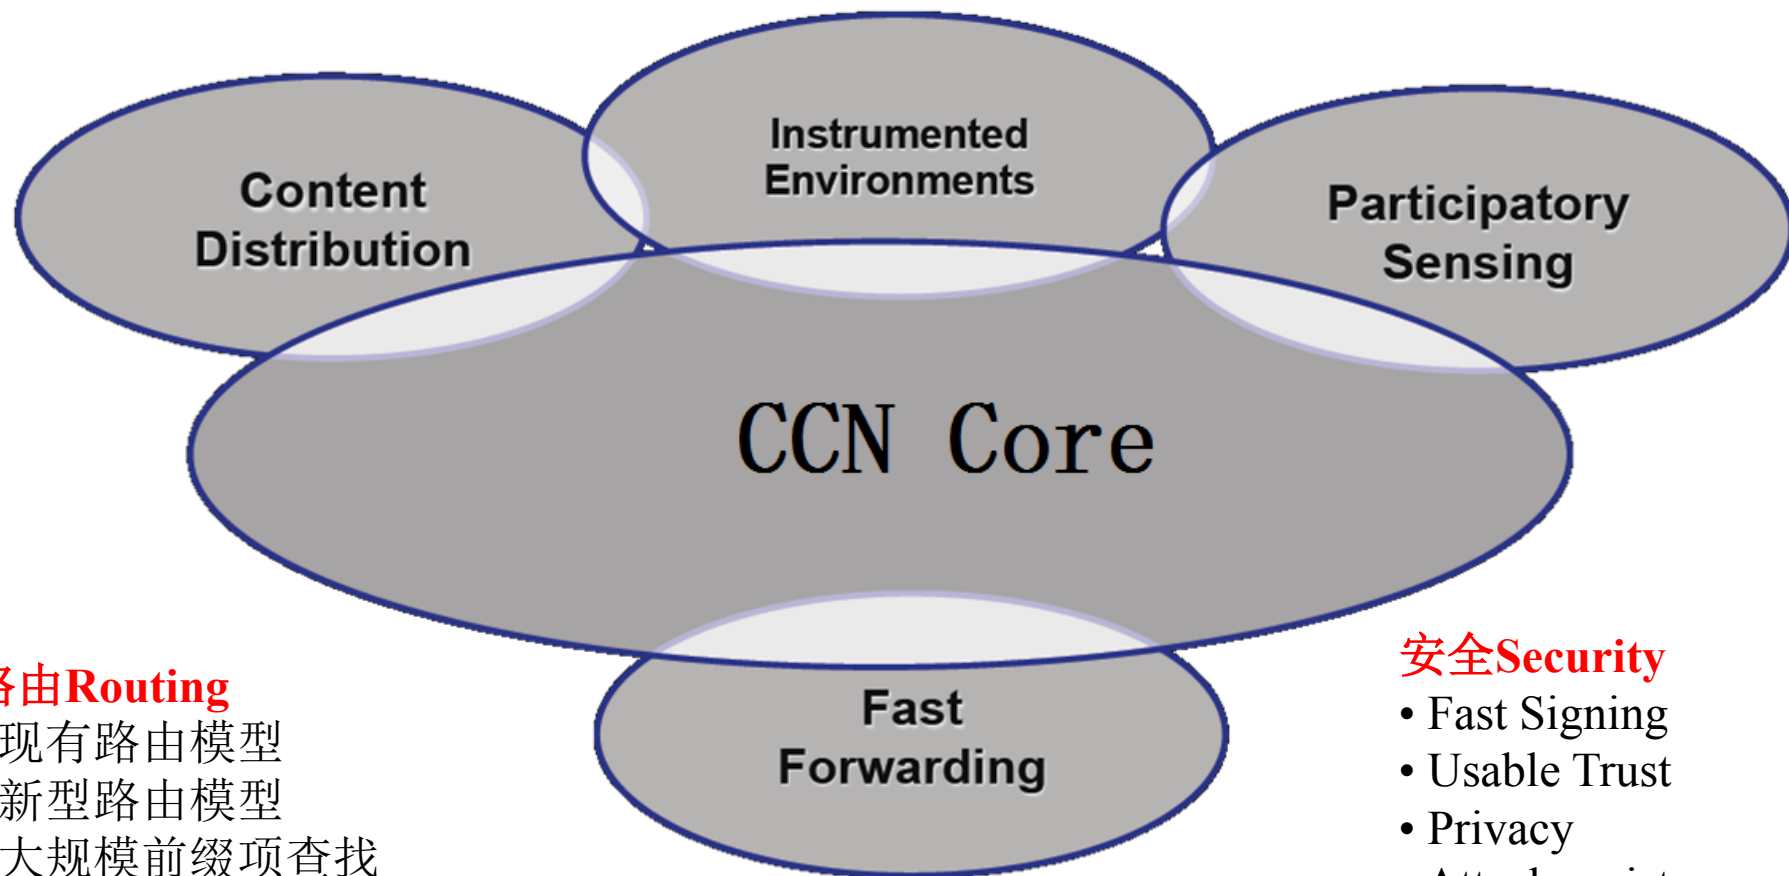 Instrumented
Environments
Content
Distribution
Participatory
Sensing
CCN Core
Fast
Forwarding
路由Routing
现有路由模型
新型路由模型
大规模前缀项查找
安全Security
• Fast Signing
• Usable Trust
• Privacy